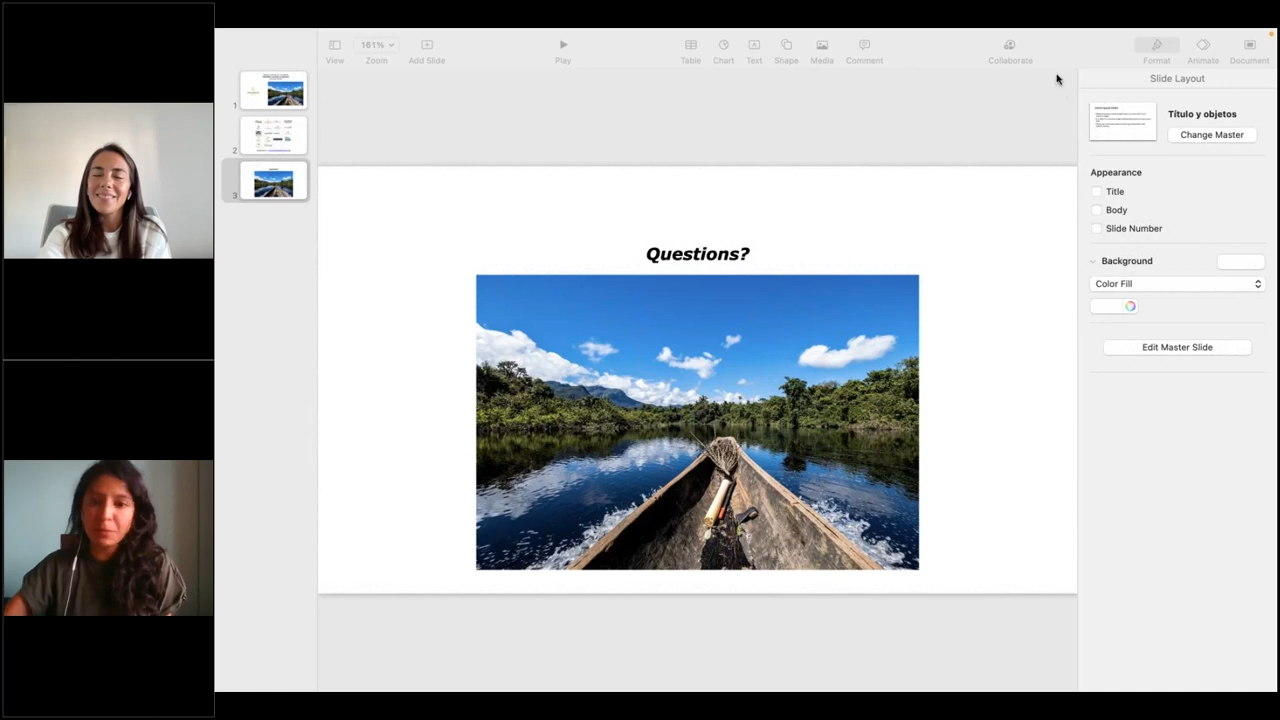 161%
View
Zoom
Add Slide
Play
Table
Chart
Text
Shape
Media
Comment
Collaborate
Format
Animate
Document
1
2
3
Questions?
Slide Layout
Título y objetos
Change Master
Appearance
Title
Body
Slide Number
Background
Color Fill
Edit Master Slide